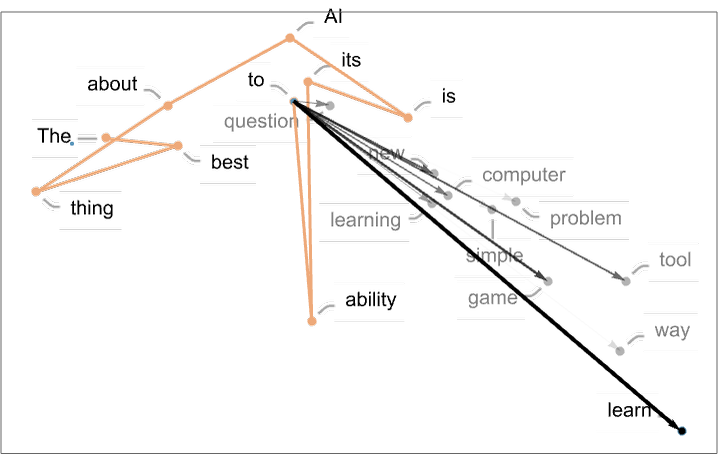 AI
its
to
about
is
question
The
new
best
computer
thing
learning
problem
simple
tool
game
ability
way
learn